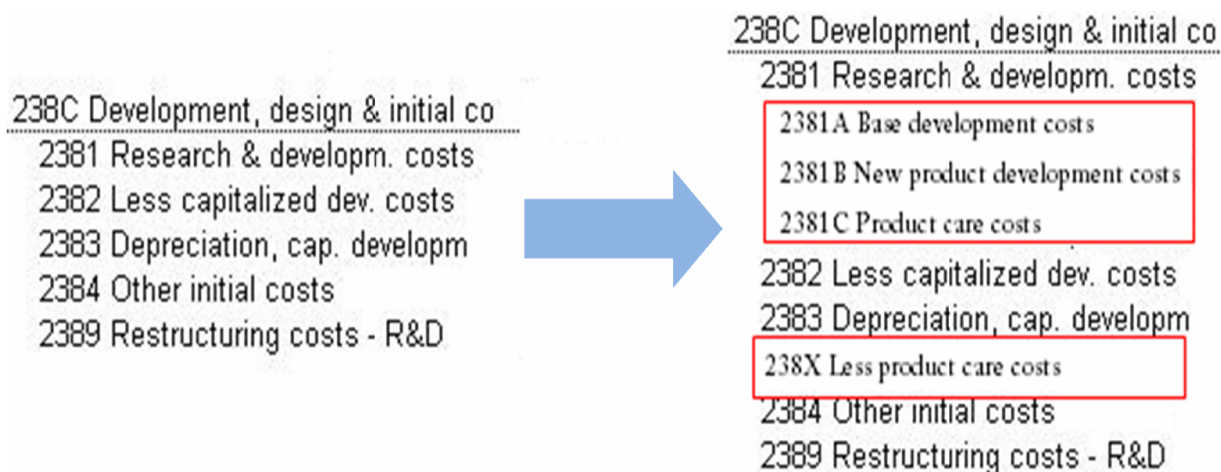 238C Development, design & initial co
2381 Research & developm. costs
2382 Less capitalized dev. costs
2383 Depreciation, cap. developm
2384 Other initial costs
2389 Restructuring costs - R&D
238C Development, design & initial co
2381 Research & developm. costs
2381A Base development costs
2381B New product development costs
2381C Product care costs
2382 Less capitalized dev. costs
2383 Depreciation, cap. developm
238X Less product care costs
2384 Other initial costs
2389 Restructuring costs - R&D